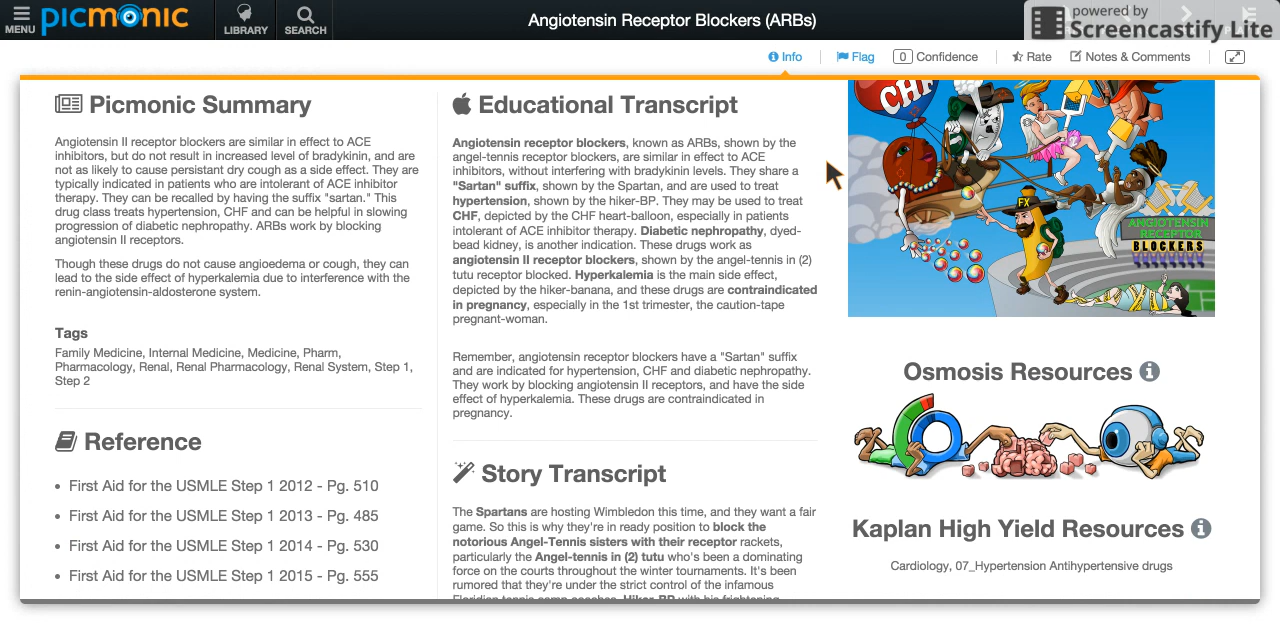 MENU
picmonic
LIBRARY
SEARCH
Angiotensin Receptor Blockers (ARBs)
powered by
Screencastify Lite
Info
Flag
0 Confidence
Rate
Notes & Comments
Picmonic Summary
Angiotensin II receptor blockers are similar in effect to ACE
inhibitors, but do not result in increased level of bradykinin, and are
not as likely to cause persistant dry cough as a side effect. They are
typically indicated in patients who are intolerant of ACE inhibitor
therapy. They can be recalled by having the suffix "sartan." This
drug class treats hypertension, CHF and can be helpful in slowing
progression of diabetic nephropathy. ARBs work by blocking
angiotensin II receptors.
Though these drugs do not cause angioedema or cough, they can
lead to the side effect of hyperkalemia due to interference with the
renin-angiotensin-aldosterone system.
Tags
Family Medicine, Internal Medicine, Medicine, Pharm,
Pharmacology, Renal, Renal Pharmacology, Renal System, Step 1,
Step 2
Reference
• First Aid for the USMLE Step 1 2012 - Pg. 510
• First Aid for the USMLE Step 1 2013 - Pg. 485
• First Aid for the USMLE Step 1 2014 - Pg. 530
• First Aid for the USMLE Step 1 2015 - Pg. 555
Educational Transcript
Angiotensin receptor blockers, known as ARBs, shown by the
angel-tennis receptor blockers, are similar in effect to ACE
inhibitors, without interfering with bradykinin levels. They share a
"Sartan" suffix, shown by the Spartan, and are used to treat
hypertension, shown by the hiker-BP. They may be used to treat
CHF, depicted by the CHF heart-balloon, especially in patients
intolerant of ACE inhibitor therapy. Diabetic nephropathy, dyed-
bead kidney, is another indication. These drugs work as
angiotensin II receptor blockers, shown by the angel-tennis in (2)
tutu receptor blocked. Hyperkalemia is the main side effect,
depicted by the hiker-banana, and these drugs are contraindicated
in pregnancy, especially in the 1st trimester, the caution-tape
pregnant-woman.
Remember, angiotensin receptor blockers have a "Sartan" suffix
and are indicated for hypertension, CHF and diabetic nephropathy.
They work by blocking angiotensin II receptors, and have the side
effect of hyperkalemia. These drugs are contraindicated in
pregnancy.
Story Transcript
The Spartans are hosting Wimbledon this time, and they want a fair
game. So this is why they're in ready position to block the
notorious Angel-Tennis sisters with their receptor rackets,
particularly the Angel-tennis in (2) tutu who's been a dominating
force on the courts throughout the winter tournaments. It's been
rumored that they're under the strict control of the infamous
Floridian tennis camp coaches, Hiker-BP with his frightening
CHF
FX
ANGIOTENSIN
RECEPTOR
BLOCKERS
Osmosis Resources
Kaplan High Yield Resources
Cardiology, 07_Hypertension Antihypertensive drugs